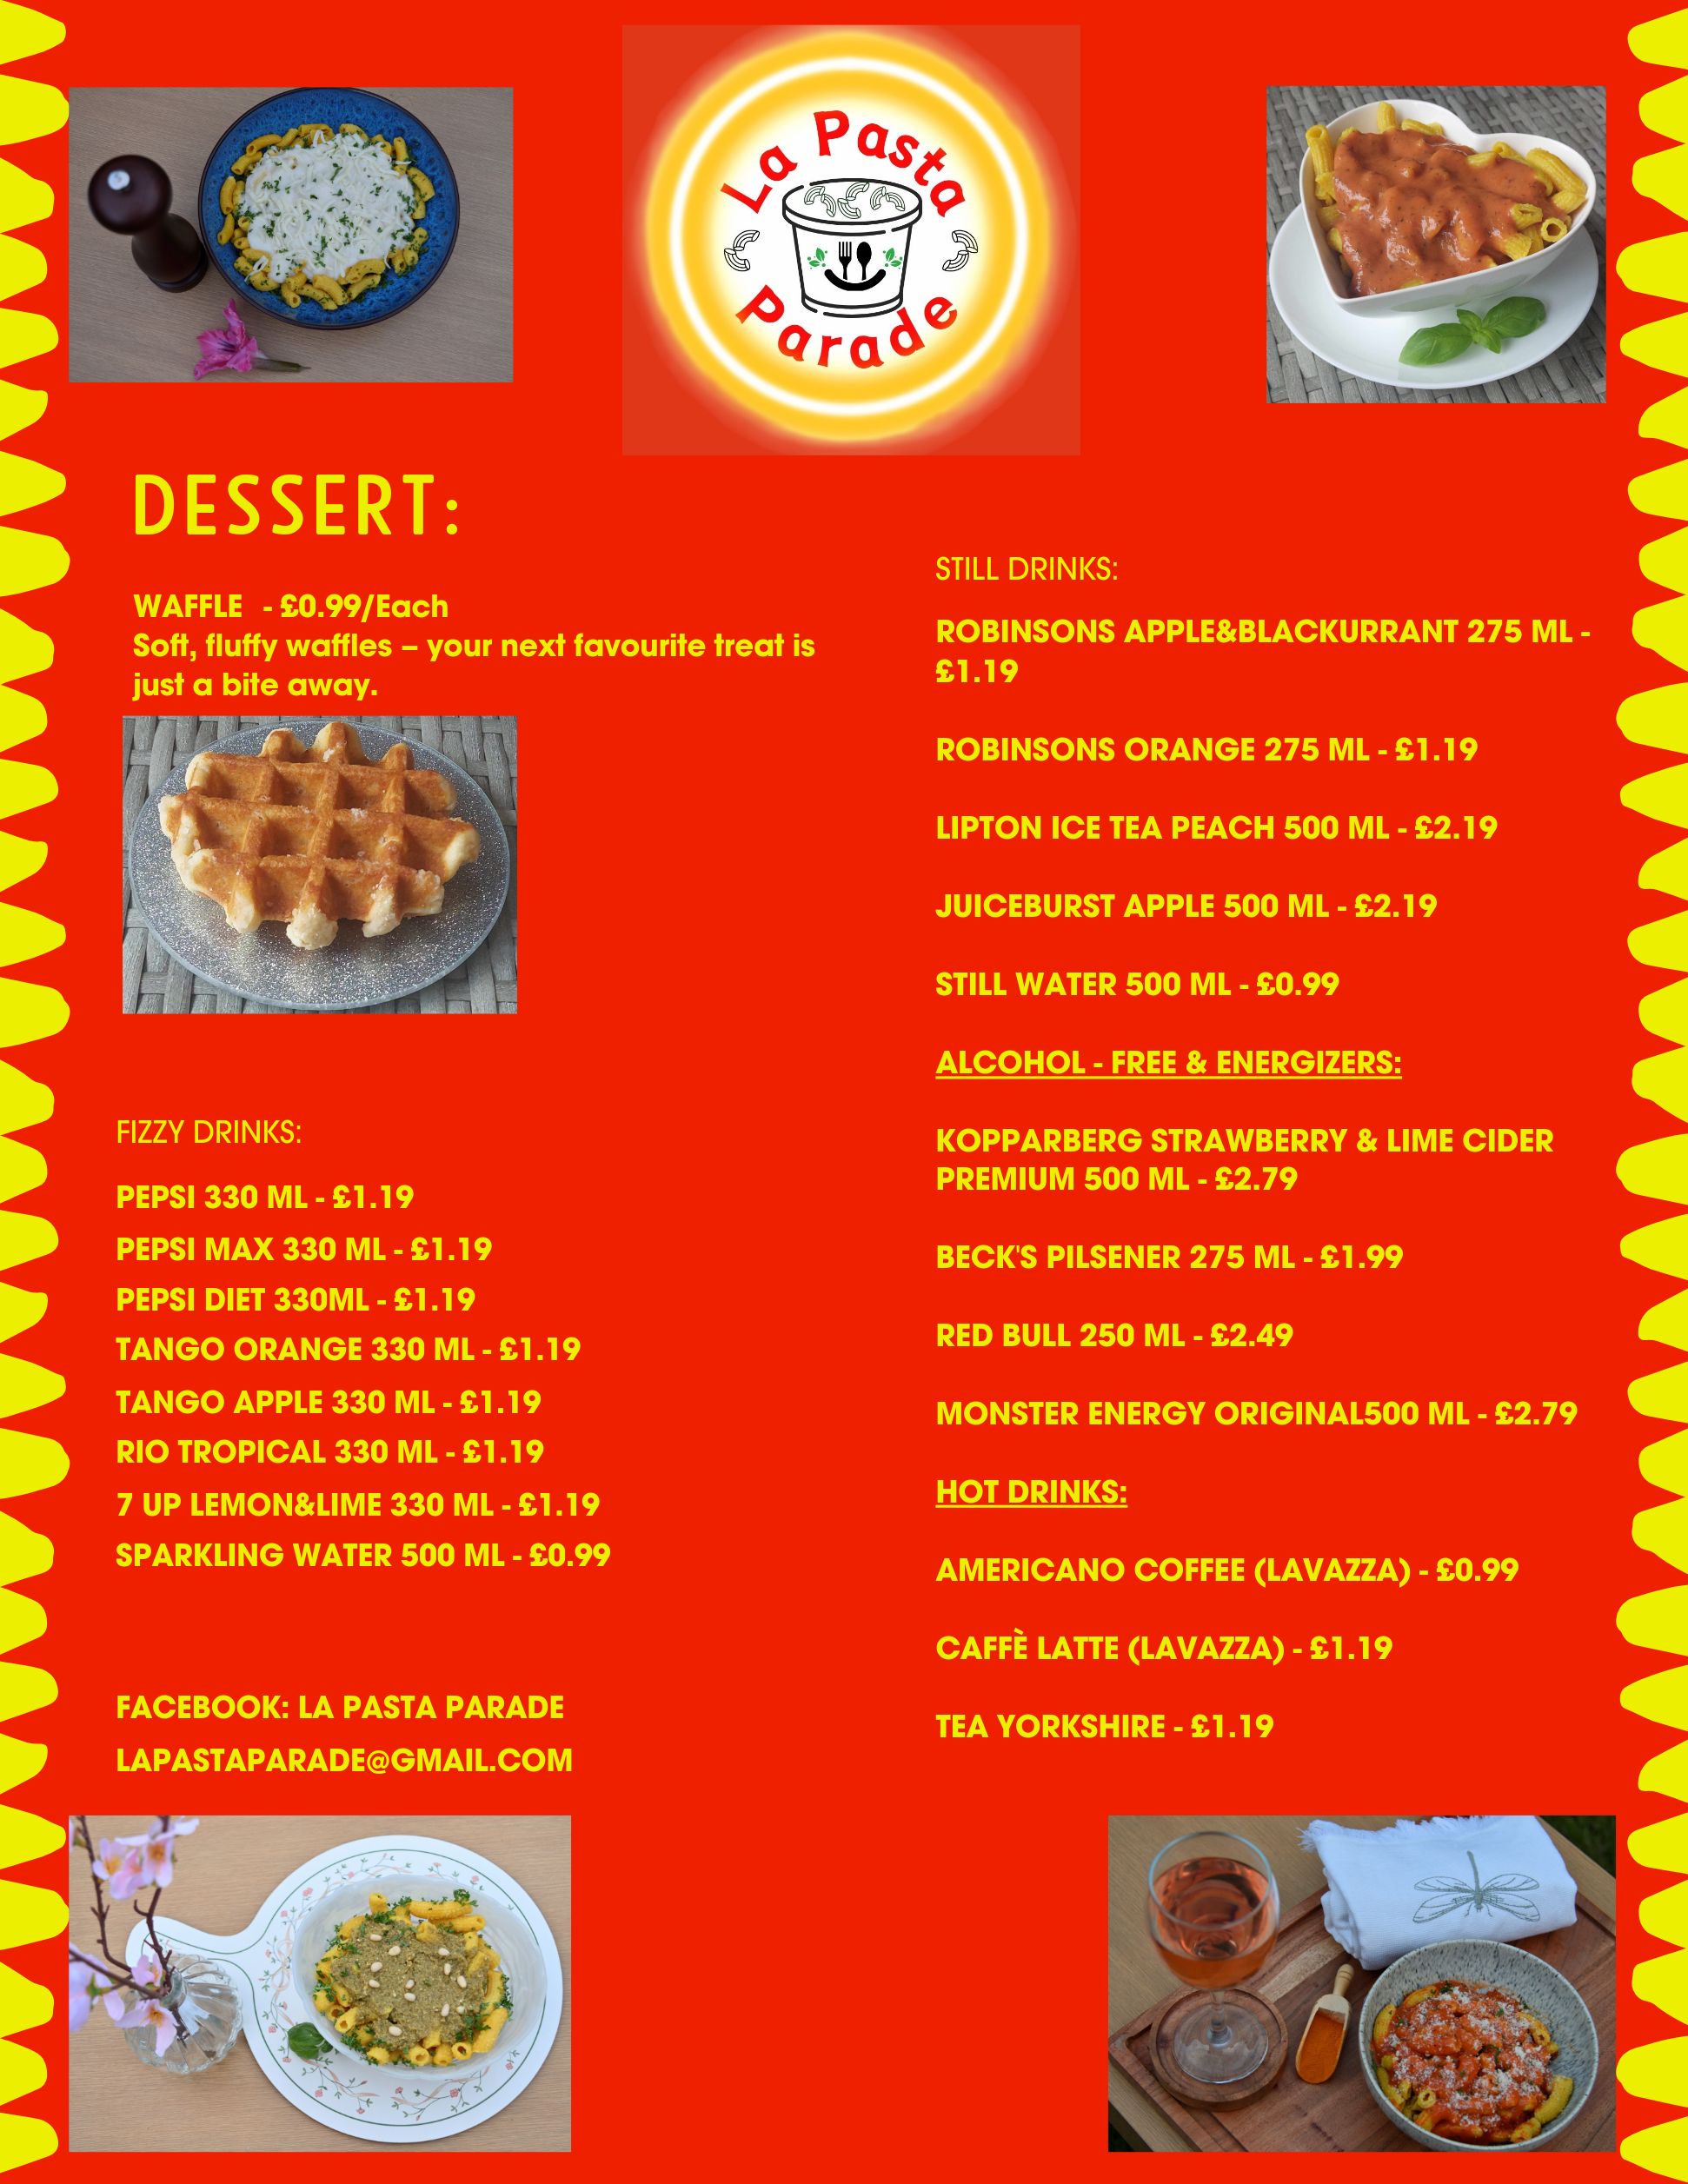 La Pasta
Parade
DESSERT:
WAFFLE - £0.99/Each
Soft, fluffy waffles – your next favourite treat is
just a bite away.
FIZZY DRINKS:
PEPSI 330 ML - £1.19
PEPSI MAX 330 ML - £1.19
PEPSI DIET 330ML - £1.19
TANGO ORANGE 330 ML - £1.19
TANGO APPLE 330 ML - £1.19
RIO TROPICAL 330 ML - £1.19
7 UP LEMON&LIME 330 ML - £1.19
SPARKLING WATER 500 ML - £0.99
FACEBOOK: LA PASTA PARADE
LAPASTAPARADE@GMAIL.COM
STILL DRINKS:
ROBINSONS APPLE&BLACKURRANT 275 ML -
£1.19
ROBINSONS ORANGE 275 ML - £1.19
LIPTON ICE TEA PEACH 500 ML - £2.19
JUICEBURST APPLE 500 ML - £2.19
STILL WATER 500 ML - £0.99
ALCOHOL - FREE & ENERGIZERS:
KOPPARBERG STRAWBERRY & LIME CIDER
PREMIUM 500 ML - £2.79
BECK'S PILSENER 275 ML - £1.99
RED BULL 250 ML - £2.49
MONSTER ENERGY ORIGINAL500 ML - £2.79
HOT DRINKS:
AMERICANO COFFEE (LAVAZZA) - £0.99
CAFFÈ LATTE (LAVAZZA) - £1.19
TEA YORKSHIRE - £1.19